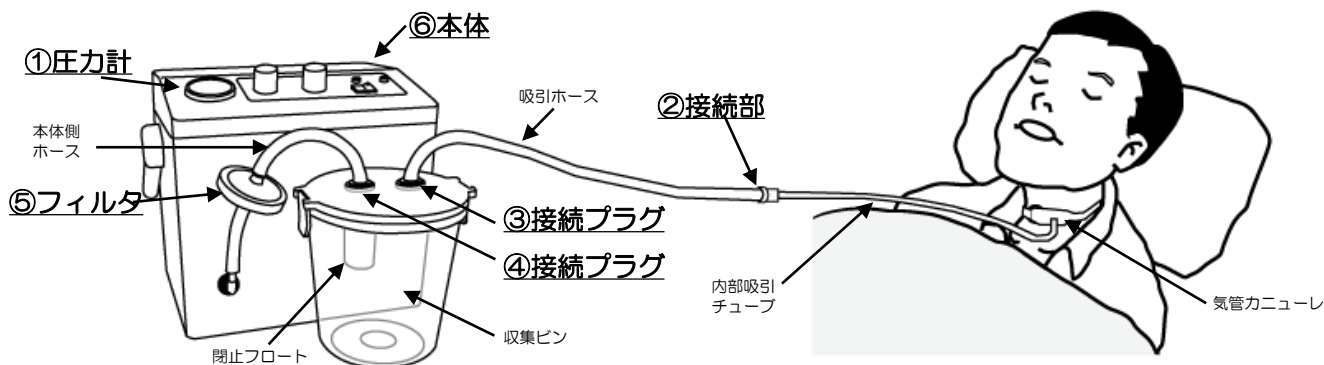 ⑥本体
①圧力計
吸引ホース
②接続部
本体側
ホース
⑤フィルタ
③接続プラグ
④接続プラグ
内部吸引
チューブ
気管カニューレ
収集ビン
閉止フロート